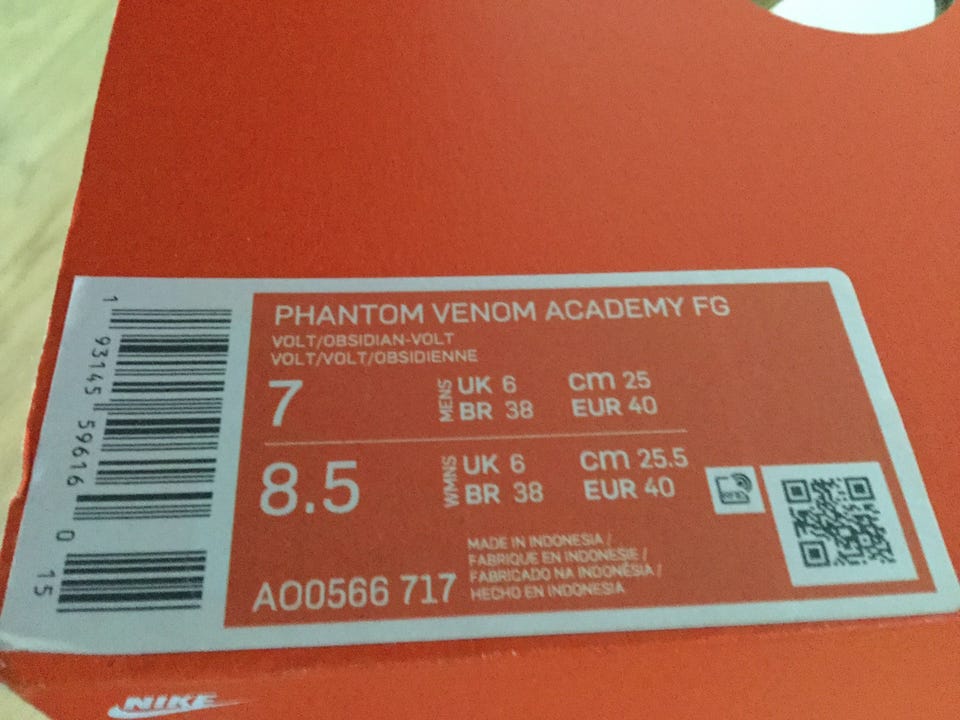 PHANTOM VENOM ACADEMY FG
VOLT/OBSIDIAN-VOLT
VOLT/VOLT/OBSIDIENNE
7 MENS UK 6 cm 25
BR 38 EUR 40
8.5 WMNS UK 6 cm 25.5
BR 38 EUR 40
MADE IN INDONESIA /
FABRIQUE EN INDONESIE /
FABRICADO NA INDONÉSIA /
HECHO EN INDONESIA
AO0566 717
1 93145 59616 0 15
NIKE